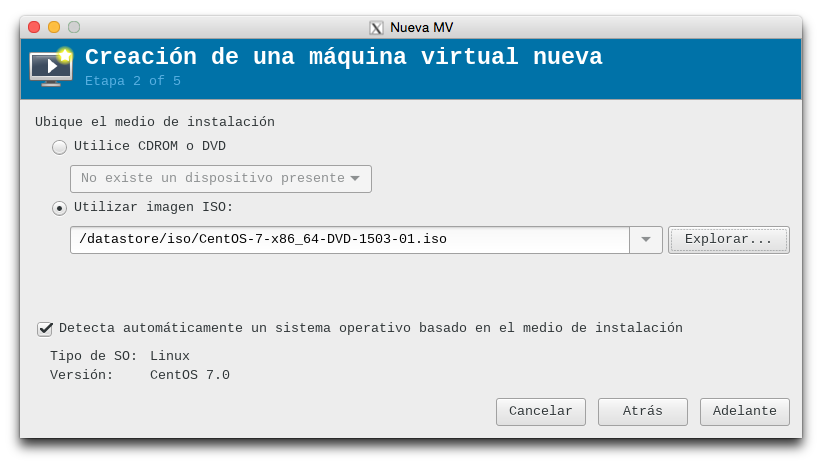 Nueva MV
Creación de una máquina virtual nueva
Etapa 2 of 5
Ubique el medio de instalación
Utilice CDROM o DVD
No existe un dispositivo presente
Utilizar imagen ISO:
/datastore/iso/CentOS-7-x86_64-DVD-1503-01.iso
Explorar...
Detecta automáticamente un sistema operativo basado en el medio de instalación
Tipo de SO: Linux
Versión: CentOS 7.0
Cancelar Atrás Adelante